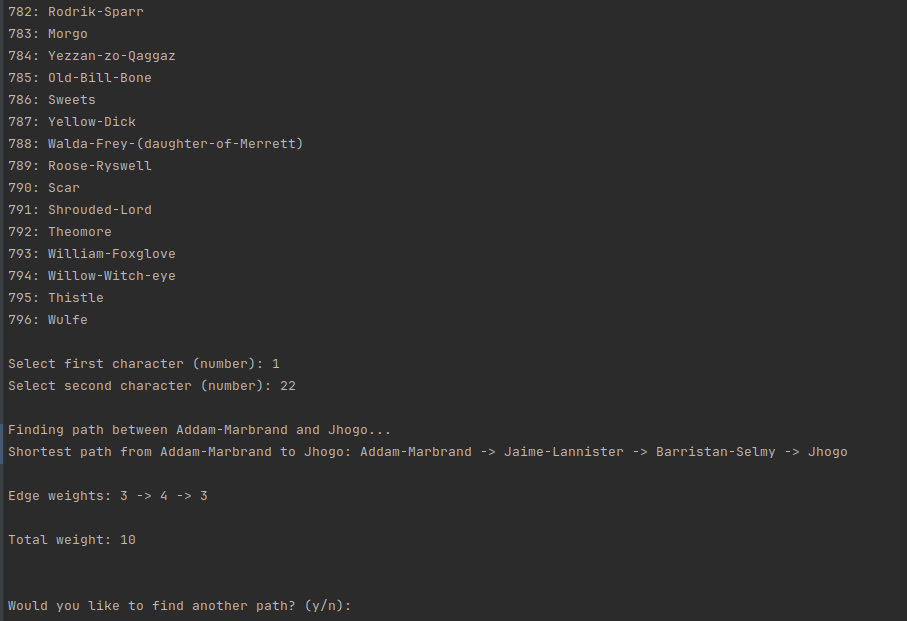 782: Rodrik-Sparr
783: Morgo
784: Yezzan-zo-Qaggaz
785: Old-Bill-Bone
786: Sweets
787: Yellow-Dick
788: Walda-Frey-(daughter-of-Merrett)
789: Roose-Ryswell
790: Scar
791: Shrouded-Lord
792: Theomore
793: William-Foxglove
794: Willow-Witch-eye
795: Thistle
796: Wulfe
Select first character (number): 1
Select second character (number): 22
Finding path between Addam-Marbrand and Jhogo...
Shortest path from Addam-Marbrand to Jhogo: Addam-Marbrand -> Jaime-Lannister -> Barristan-Selmy -> Jhogo
Edge weights: 3 -> 4 -> 3
Total weight: 10
Would you like to find another path? (y/n):